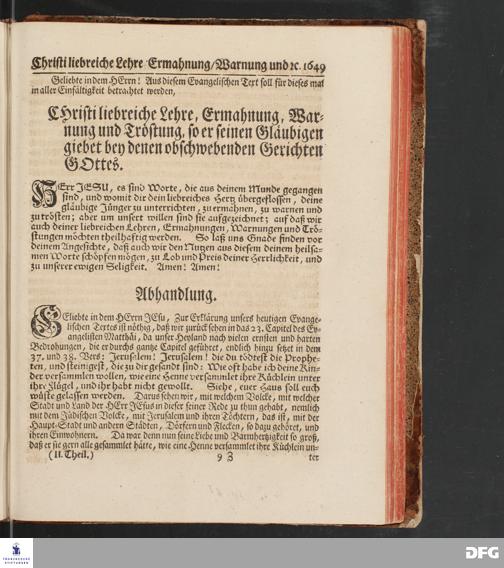 Christi liebreiche Lehre Ermahnung/Warnung und ꝛc. 1649
Geliebte in dem HErrn! Aus diesem Evangelischen Text soll für dieses mal
in aller Einfältigkeit betrachtet werden,
CHristi liebreiche Lehre, Ermahnung, War-
nung und Tröstung, so er seinen Gläubigen
giebet bey denen obschwebenden Gerichten
GOttes.
HErr JESU, es sind Worte, die aus deinem Munde gegangen
sind, und womit dir dein liebreiches Hertz übergeflossen, deine
gläubige Jünger zu unterrichten, zu ermahnen, zu warnen und
zu trösten; aber um unsert willen sind sie aufgezeichnet; auf daß wir
auch deiner liebreichen Lehren, Ermahnungen, Warnungen und Trö-
stungen möchten theilhaftig werden. So laß uns Gnade finden vor
deinem Angesichte, daß auch wir den Nutzen aus diesem deinem heilsa-
men Worte schöpfen mögen, zu Lob und Preis deiner Herrlichkeit, und
zu unserer ewigen Seligkeit. Amen! Amen!
Abhandlung.
GEliebte in dem HErrn JEsu, Zur Erklärung unsers heutigen Evange-
lischen Textes ist nöthig, daß wir zurück sehen in das 23. Capitel des Ev-
angelisten Matthäi, da unser Heyland nach vielen ernsten und harten
Bedrohungen, die er durchs gantze Capitel geführet, endlich hinzu setzet in dem
37. und 38. Vers: Jerusalem! Jerusalem! die du tödtest die Prophe-
ten, und steinigest, die zu dir gesandt sind: Wie oft habe ich deine Kin-
der versammlen wollen, wie eine Henne versammlet ihre Küchlein unter
ihre Flügel, und ihr habt nicht gewollt. Siehe, euer Haus soll euch
wüste gelassen werden. Daraus sehen wir, mit welchem Volcke, mit welcher
Stadt und Land der HErr JEsus in dieser seiner Rede zu thun gehabt, nemlich
mit dem Jüdischen Volcke, mit Jerusalem und ihren Töchtern, das ist, mit der
Haupt-Stadt und andern Städten, Dörfern und Flecken, so dazu gehöret, und
ihren Einwohnern. Da war denn nun seine Liebe und Barmhertzigkeit so groß,
daß er sie gern alle gesammlet hätte, wie eine Henne versammlet ihre Küchlein un-
(II. Theil.) 9 Z ter
FRANCKESCHE
STIFTUNGEN
DFG